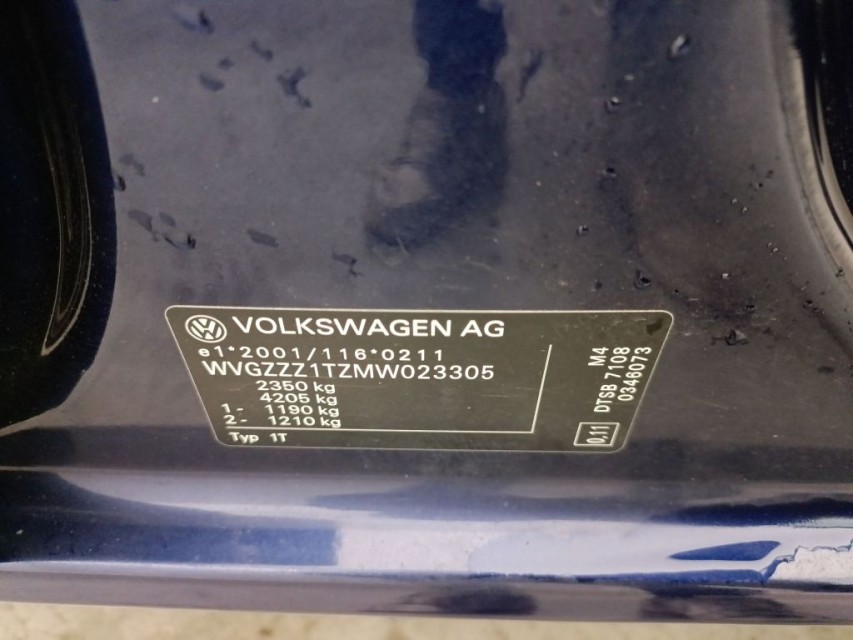 VOLKSWAGEN AG
e1*2001/116*0211
WVGZZZ1TZMW023305
2350 kg
4205 kg
1- 1190 kg
2- 1210 kg
Typ 1T
M4
DTSB 7108
0346073
0.11